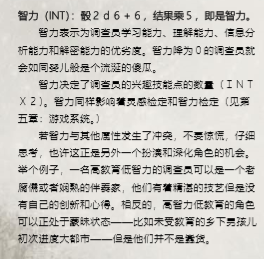 智力（INT）：骰２ｄ６＋６，结果乘５，即是智力。
智力表示为调查员学习能力、理解能力、信息分
析能力和解密能力的优劣度。智力降为０的调查员就
会如同婴儿般是个流涎的傻瓜。
智力决定了调查员的兴趣技能点的数量（ＩＮＴ
Ｘ２）。智力同样影响着灵感检定和智力检定（见第
五章：游戏系统。）
若智力与其他属性发生了冲突，不要惊慌，仔细
思考，也许这正是另外一个扮演和深化角色的机会。
举个例子，一名高教育低智力的调查员可以是一个老
腐儒或者娴熟的伴奏家，他们有着精湛的技艺但是没
有自己的创新和心得。相反的，高智力低教育的角色
可以正处于蒙昧状态——比如未受教育的乡下男孩儿
初次进度大都市——但是他们并不是蠢货。